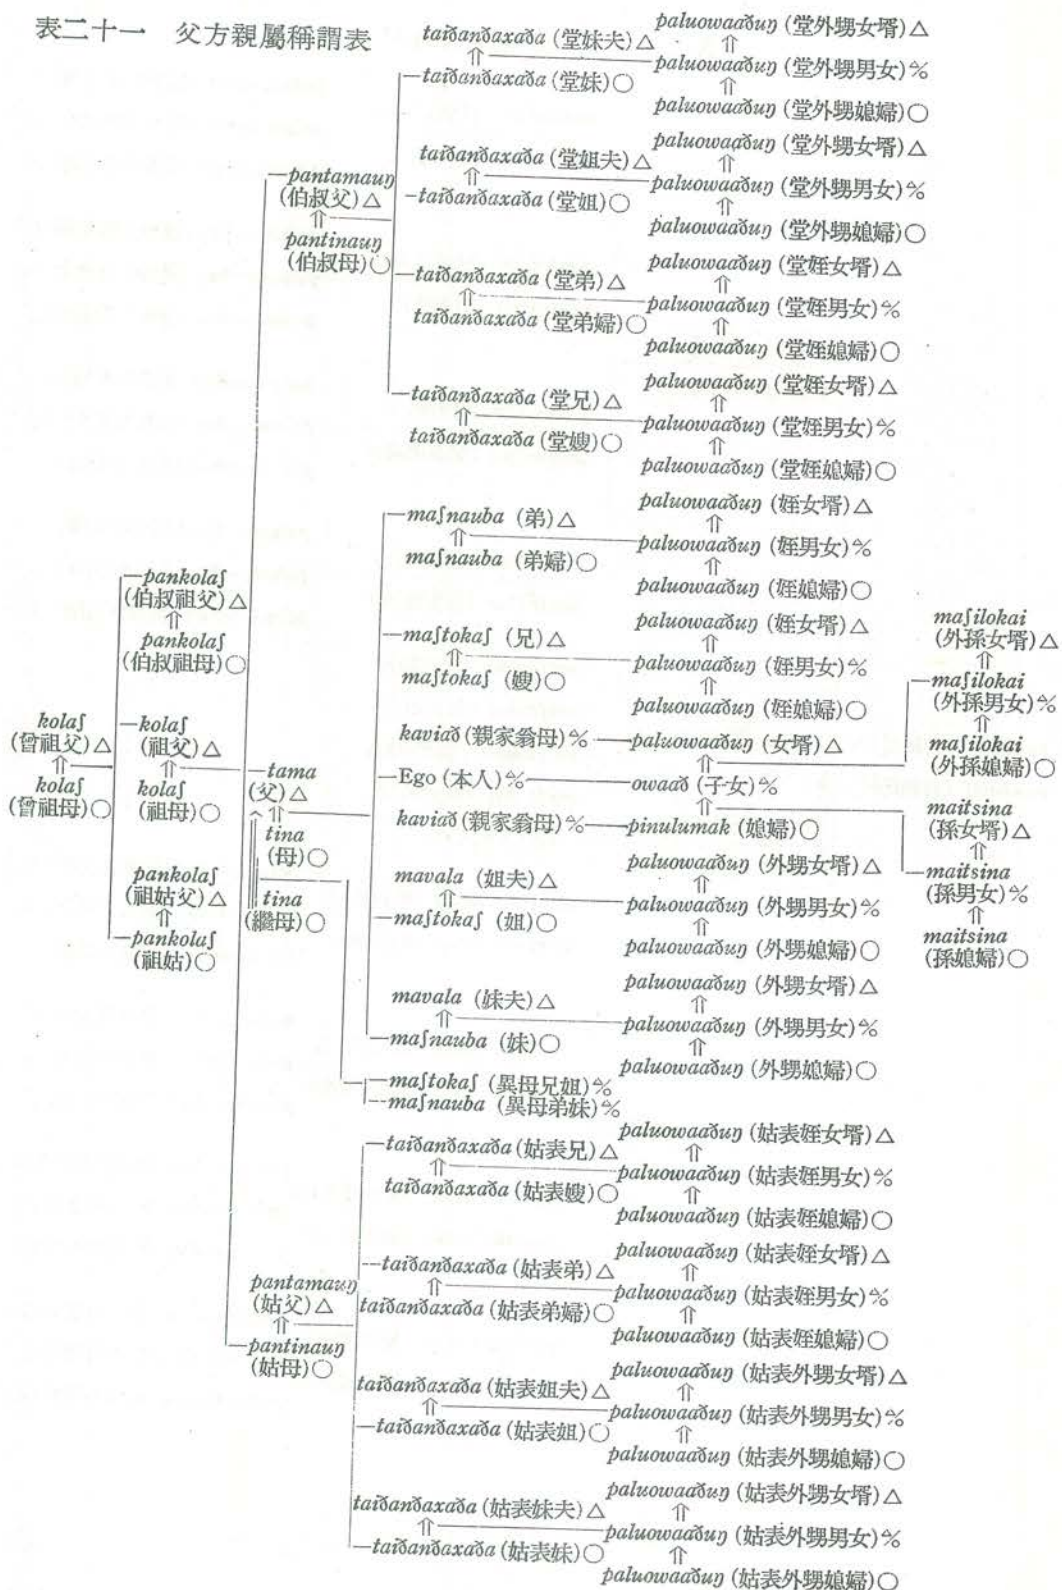 表二十一 父方親屬稱謂表
kolaʃ
(曾祖父)△
⇑
kolaʃ
(曾祖母)○
pankolaʃ
(伯叔祖父)△
⇑
pankolaʃ
(伯叔祖母)○
kolaʃ
(祖父)△
⇑
kolaʃ
(祖母)○
pankolaʃ
(祖姑父)△
⇑
pankolaʃ
(祖姑)○
pantamauŋ
(伯叔父)△
⇑
pantinauŋ
(伯叔母)○
tama
(父)△
⇑
tina
(母)○
tina
(繼母)○
pantamauŋ
(姑父)△
⇑
pantinauŋ
(姑母)○
taiðanðaxaða (堂妹夫)△
⇑
taiðanðaxaða (堂妹)○
taiðanðaxaða (堂姐夫)△
⇑
taiðanðaxaða (堂姐)○
taiðanðaxaða (堂弟)△
⇑
taiðanðaxaða (堂弟婦)○
taiðanðaxaða (堂兄)△
⇑
taiðanðaxaða (堂嫂)○
maʃnauba (弟)△
⇑
maʃnauba (弟婦)○
maʃtokaʃ (兄)△
⇑
maʃtokaʃ (嫂)○
kaviað (親家翁母)%
Ego (本人)%
kaviað (親家翁母)%
mavala (姐夫)△
⇑
maʃtokaʃ (姐)○
mavala (妹夫)△
⇑
maʃnauba (妹)○
maʃtokaʃ (異母兄姐)%
maʃnauba (異母弟妹)%
taiðanðaxaða (姑表兄)△
⇑
taiðanðaxaða (姑表嫂)○
taiðanðaxaða (姑表弟)△
⇑
taiðanðaxaða (姑表弟婦)○
taiðanðaxaða (姑表姐夫)△
⇑
taiðanðaxaða (姑表姐)○
taiðanðaxaða (姑表妹夫)△
⇑
taiðanðaxaða (姑表妹)○
paluowaaðuŋ (堂外甥女壻)△
⇑
paluowaaðuŋ (堂外甥男女)%
⇑
paluowaaðuŋ (堂外甥媳婦)○
paluowaaðuŋ (堂外甥女壻)△
⇑
paluowaaðuŋ (堂外甥男女)%
⇑
paluowaaðuŋ (堂外甥媳婦)○
paluowaaðuŋ (堂姪女壻)△
⇑
paluowaaðuŋ (堂姪男女)%
⇑
paluowaaðuŋ (堂姪媳婦)○
paluowaaðuŋ (堂姪女壻)△
⇑
paluowaaðuŋ (堂姪男女)%
⇑
paluowaaðuŋ (堂姪媳婦)○
paluowaaðuŋ (姪女壻)△
⇑
paluowaaðuŋ (姪男女)%
⇑
paluowaaðuŋ (姪媳婦)○
paluowaaðuŋ (姪女壻)△
⇑
paluowaaðuŋ (姪男女)%
⇑
paluowaaðuŋ (姪媳婦)○
paluowaaðuŋ (女壻)△
⇑
owaað (子女)%
⇑
pinulumak (媳婦)○
paluowaaðuŋ (外甥女壻)△
⇑
paluowaaðuŋ (外甥男女)%
⇑
paluowaaðuŋ (外甥媳婦)○
paluowaaðuŋ (外甥女壻)△
⇑
paluowaaðuŋ (外甥男女)%
⇑
paluowaaðuŋ (外甥媳婦)○
paluowaaðuŋ (姑表姪女壻)△
⇑
paluowaaðuŋ (姑表姪男女)%
⇑
paluowaaðuŋ (姑表姪媳婦)○
paluowaaðuŋ (姑表姪女壻)△
⇑
paluowaaðuŋ (姑表姪男女)%
⇑
paluowaaðuŋ (姑表姪媳婦)○
paluowaaðuŋ (姑表外甥女壻)△
⇑
paluowaaðuŋ (姑表外甥男女)%
⇑
paluowaaðuŋ (姑表外甥媳婦)○
paluowaaðuŋ (姑表外甥女壻)△
⇑
paluowaaðuŋ (姑表外甥男女)%
⇑
paluowaaðuŋ (姑表外甥媳婦)○
maʃilokai
(外孫女壻)△
⇑
maʃilokai
(外孫男女)%
⇑
maʃilokai
(外孫媳婦)○
maitsina
(孫女壻)△
⇑
maitsina
(孫男女)%
⇑
maitsina
(孫媳婦)○